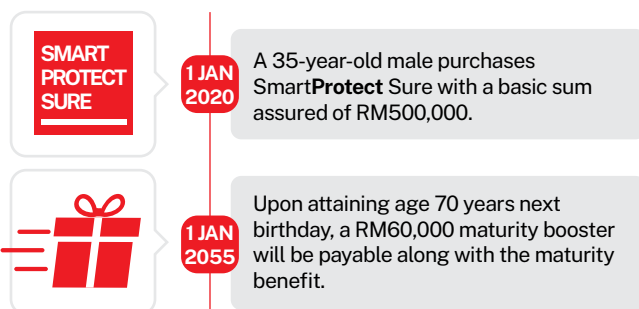 SMART
PROTECT
SURE
1 JAN
2020
A 35-year-old male purchases
SmartProtect Sure with a basic sum
assured of RM500,000.
1 JAN
2055
Upon attaining age 70 years next
birthday, a RM60,000 maturity booster
will be payable along with the maturity
benefit.